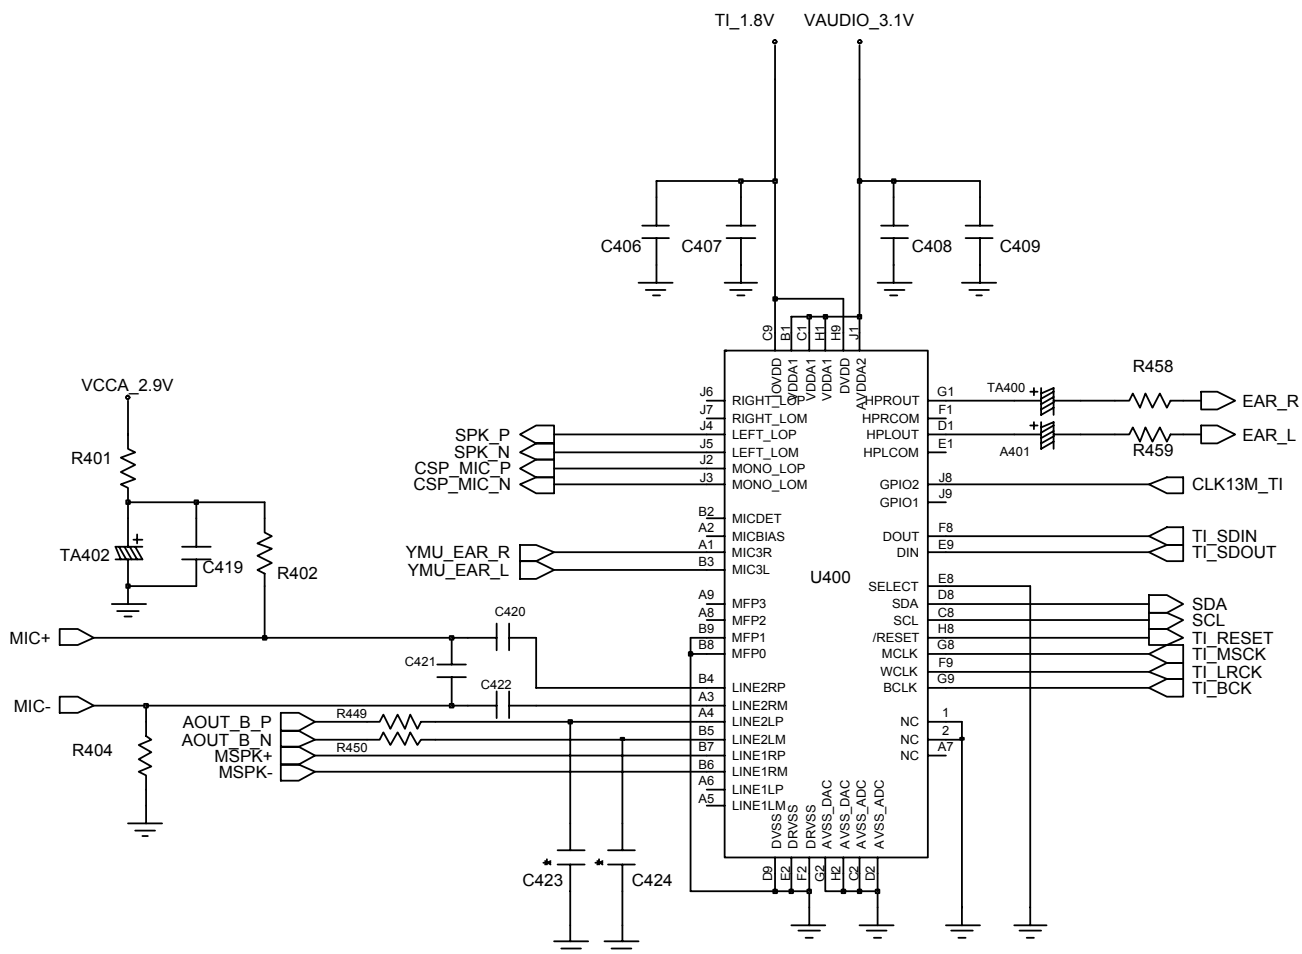 TI_1.8V VAUDIO_3.1V
C406 C407 C408 C409
C9 B1 C1 H1 H9 J1
IOVDD VDDA1 VDDA1 VDDA1 DVDD AVDDA2
VCCA_2.9V
R401
TA402
C419
R402
MIC+
MIC-
R404
C420
C421
C422
SPK_P J4 LEFT_LOP
SPK_N J5 LEFT_LOM
CSP_MIC_P J2 MONO_LOP
CSP_MIC_N J3 MONO_LOM
J6 RIGHT_LOP
J7 RIGHT_LOM
B2 MICDET
A2 MICBIAS
YMU_EAR_R A1 MIC3R
YMU_EAR_L B3 MIC3L
A9 MFP3
A8 MFP2
B9 MFP1
B8 MFP0
B4 LINE2RP
A3 LINE2RM
AOUT_B_P R449 A4 LINE2LP
AOUT_B_N R450 B5 LINE2LM
MSPK+ B7 LINE1RP
MSPK- B6 LINE1RM
A6 LINE1LP
A5 LINE1LM
C423 C424
U400
DVSS DRVSS DRVSS AVSS_DAC AVSS_DAC AVSS_ADC AVSS_ADC
D9 E2 F2 G2 H2 C2 D2
HPROUT G1 TA400 + R458 EAR_R
HPRCOM F1
HPLOUT D1 A401 + R459 EAR_L
HPLCOM E1
GPIO2 J8 CLK13M_TI
GPIO1 J9
DOUT F8 TI_SDIN
DIN E9 TI_SDOUT
SELECT E8
SDA D8 SDA
SCL C8 SCL
/RESET H8 TI_RESET
MCLK G8 TI_MSCK
WCLK F9 TI_LRCK
BCLK G9 TI_BCK
NC 1
NC 2
NC A7